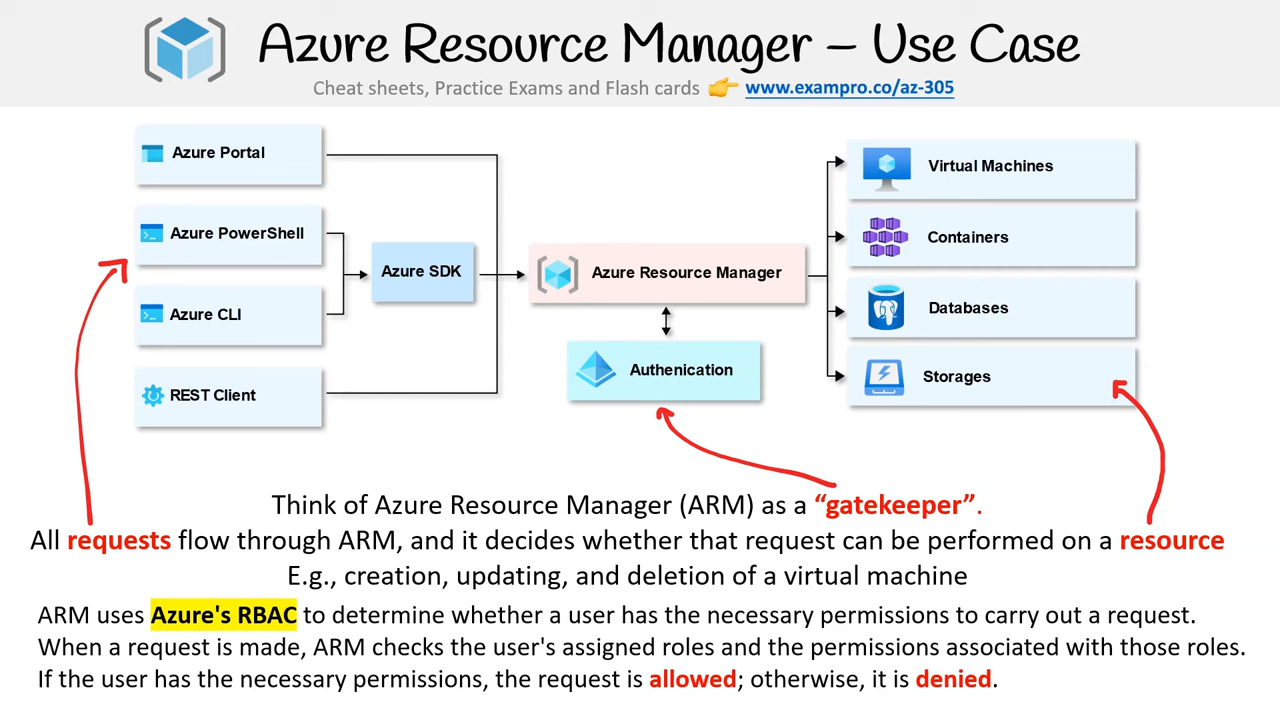 Azure Resource Manager – Use Case
Cheat sheets, Practice Exams and Flash cards 👉 www.exampro.co/az-305
Azure Portal
Azure PowerShell
Azure CLI
REST Client
Azure SDK
Azure Resource Manager
Authenication
Virtual Machines
Containers
Databases
Storages
Think of Azure Resource Manager (ARM) as a “gatekeeper”.
All requests flow through ARM, and it decides whether that request can be performed on a resource
E.g., creation, updating, and deletion of a virtual machine
ARM uses Azure's RBAC to determine whether a user has the necessary permissions to carry out a request.
When a request is made, ARM checks the user's assigned roles and the permissions associated with those roles.
If the user has the necessary permissions, the request is allowed; otherwise, it is denied.